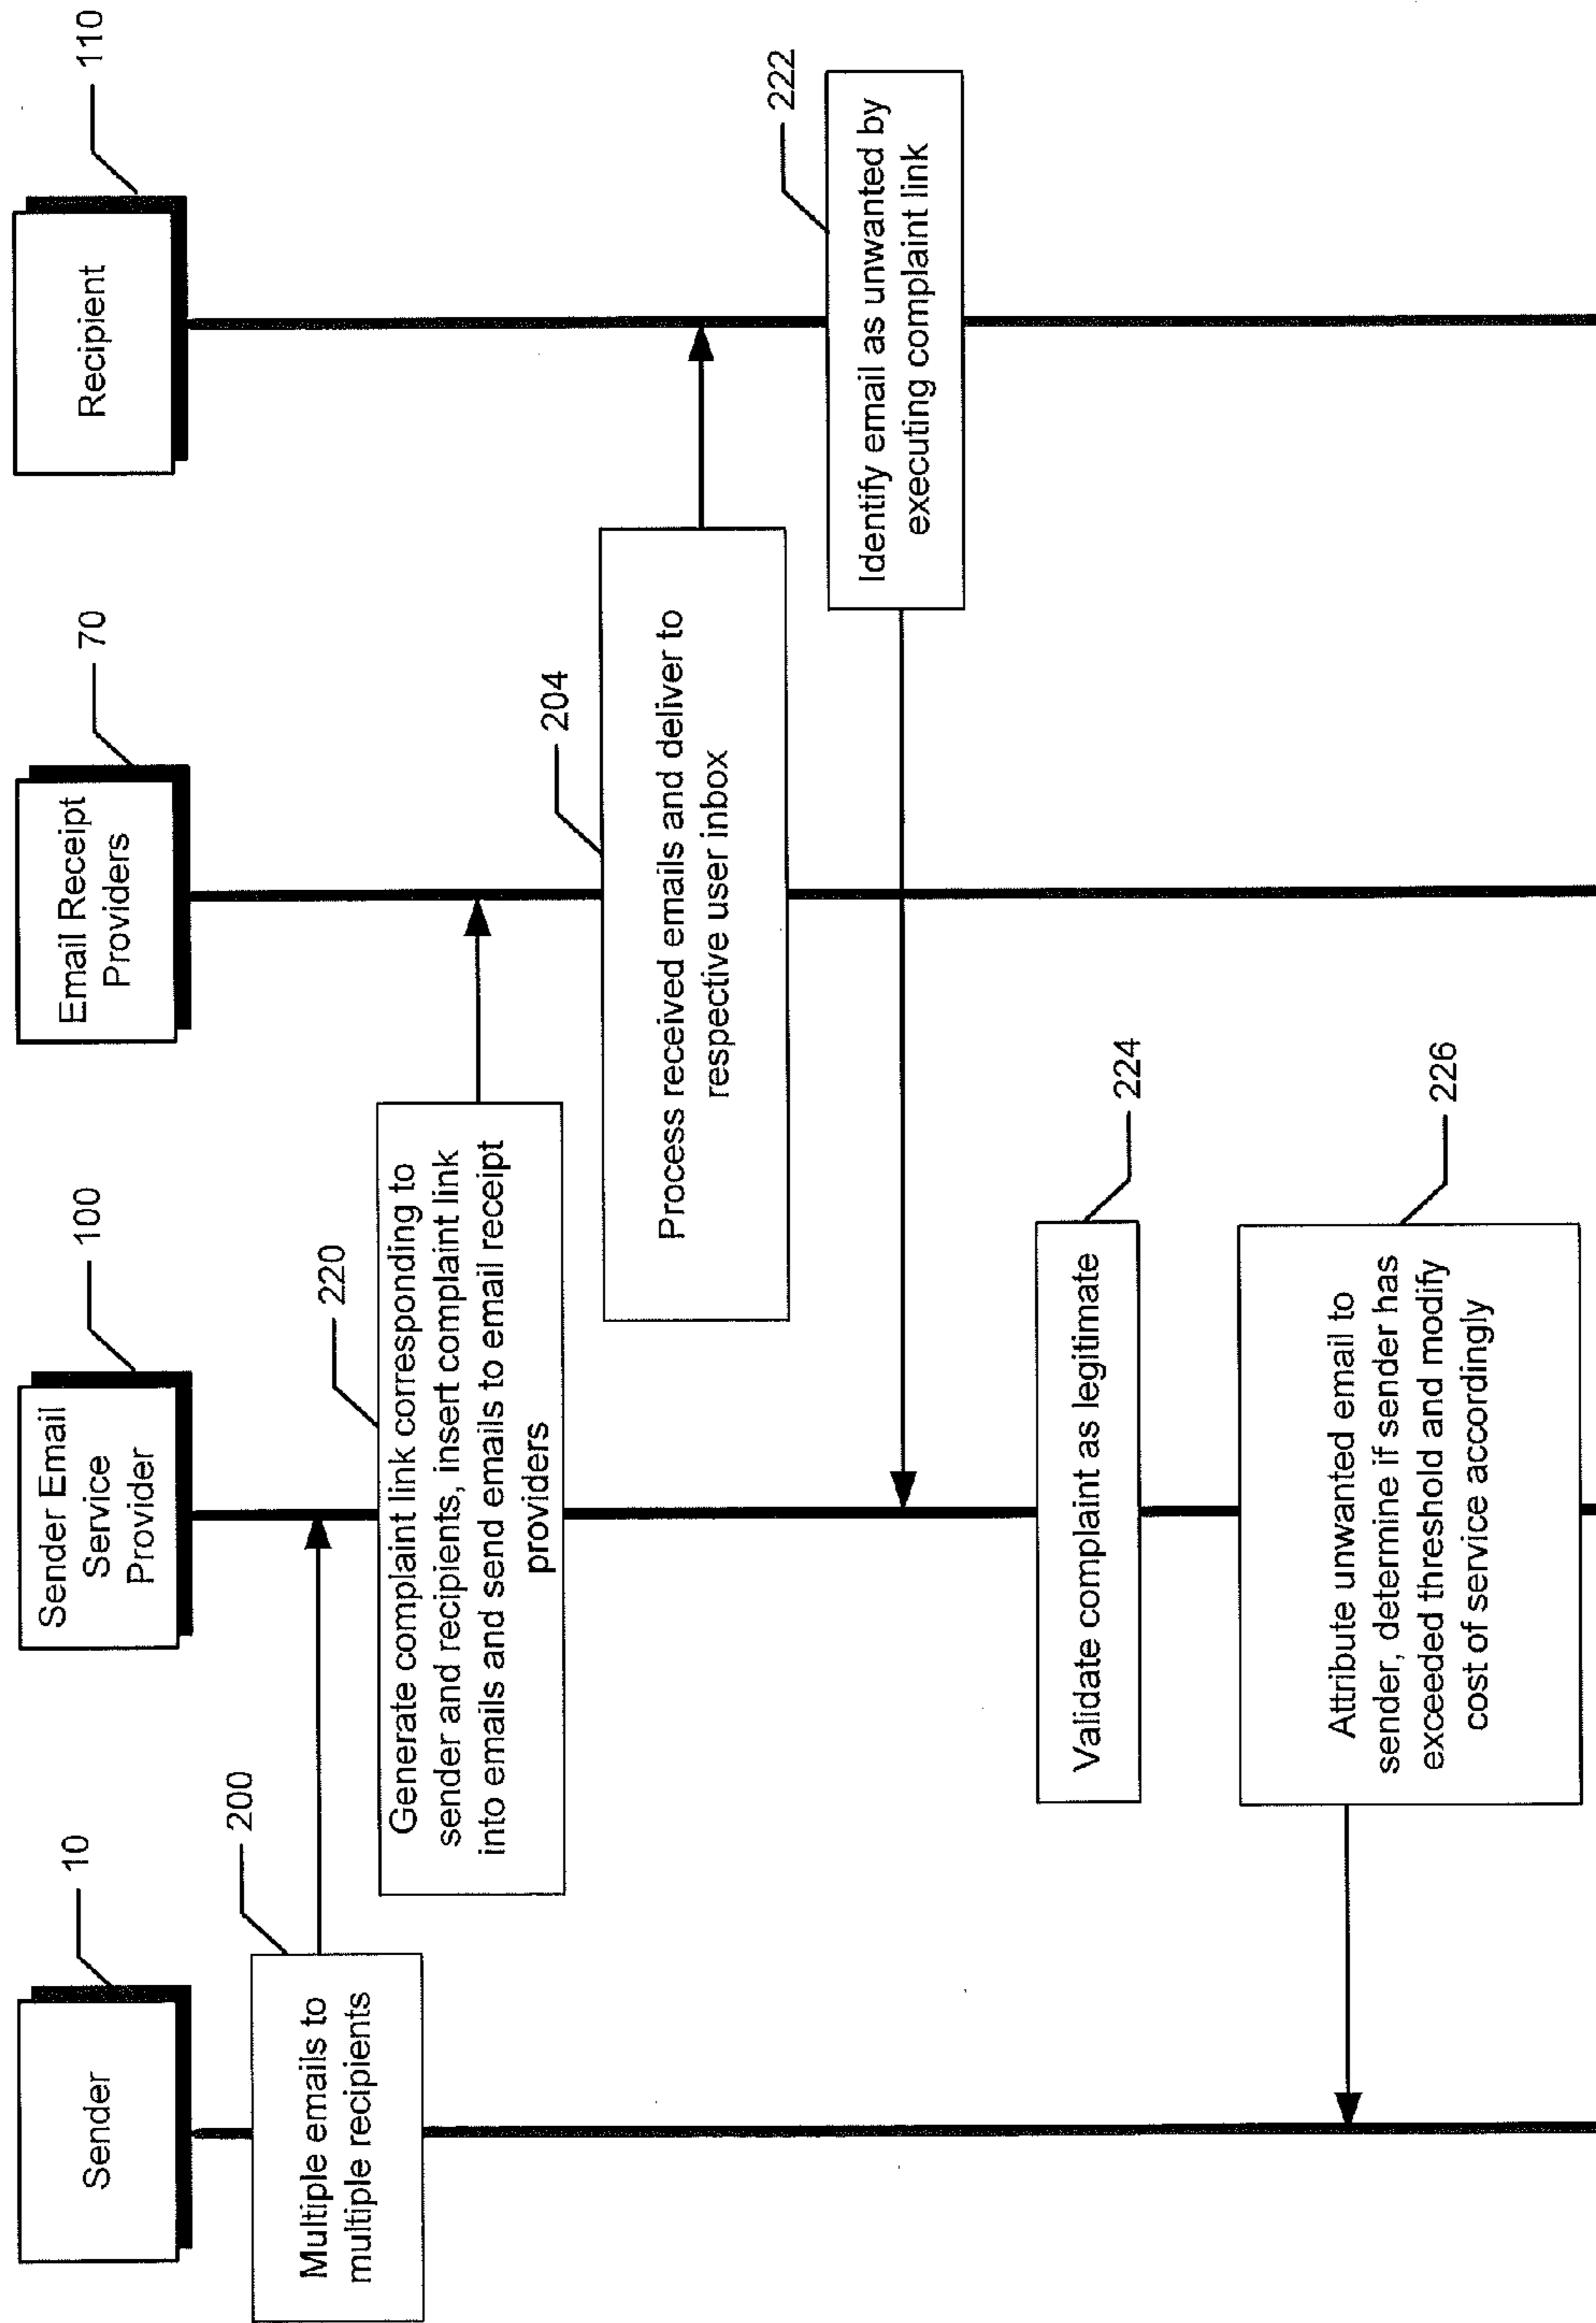 Sender
10
Sender Email
Service
Provider
100
Email Receipt
Providers
70
Recipient
110
200
Multiple emails to
multiple recipients
220
Generate complaint link corresponding to
sender and recipients, insert complaint link
into emails and send emails to email receipt
providers
204
Process received emails and deliver to
respective user inbox
222
Identify email as unwanted by
executing complaint link
224
Validate complaint as legitimate
226
Attribute unwanted email to
sender, determine if sender has
exceeded threshold and modify
cost of service accordingly